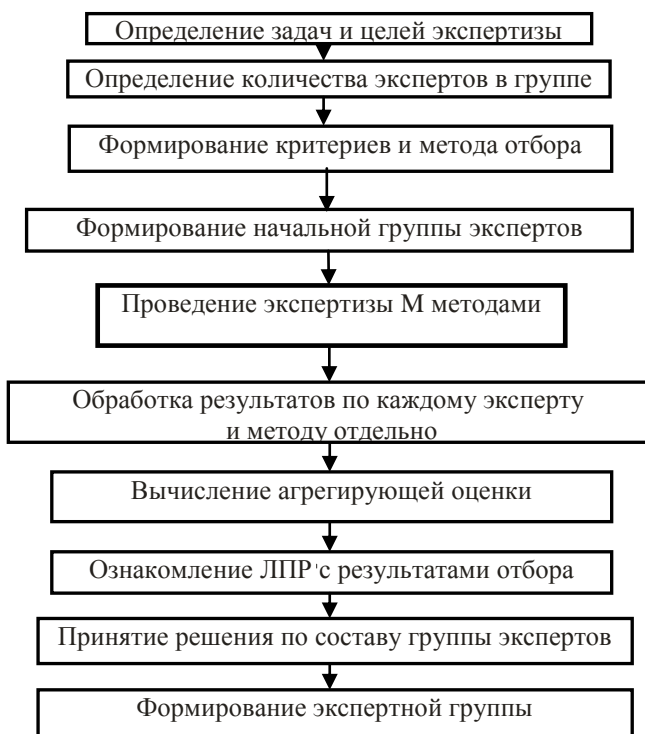 Определение задач и целей экспертизы
Определение количества экспертов в группе
Формирование критериев и метода отбора
Формирование начальной группы экспертов
Проведение экспертизы М методами
Обработка результатов по каждому эксперту
и методу отдельно
Вычисление агрегирующей оценки
Ознакомление ЛПР с результатами отбора
Принятие решения по составу группы экспертов
Формирование экспертной группы